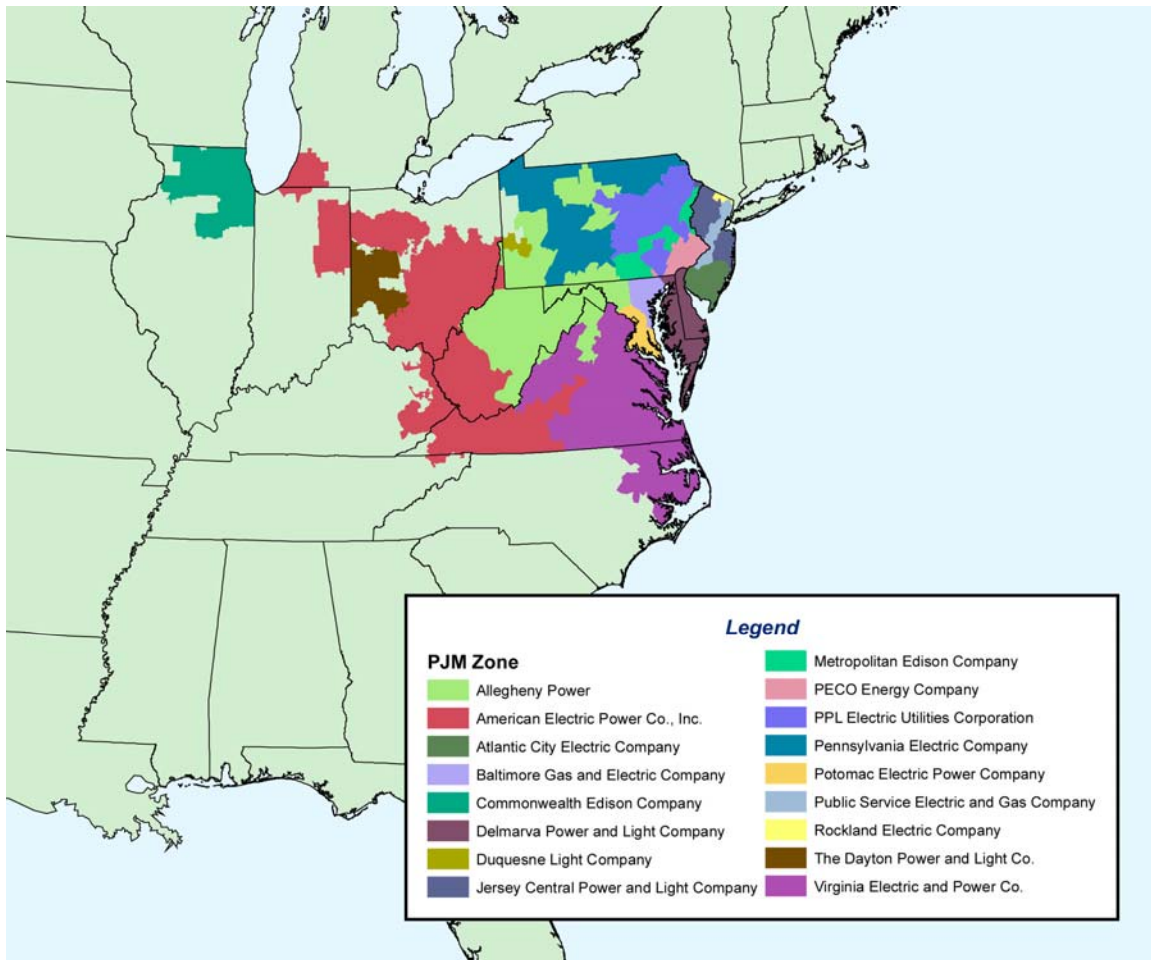 Legend
PJM Zone
Allegheny Power
American Electric Power Co., Inc.
Atlantic City Electric Company
Baltimore Gas and Electric Company
Commonwealth Edison Company
Delmarva Power and Light Company
Duquesne Light Company
Jersey Central Power and Light Company
Metropolitan Edison Company
PECO Energy Company
PPL Electric Utilities Corporation
Pennsylvania Electric Company
Potomac Electric Power Company
Public Service Electric and Gas Company
Rockland Electric Company
The Dayton Power and Light Co.
Virginia Electric and Power Co.